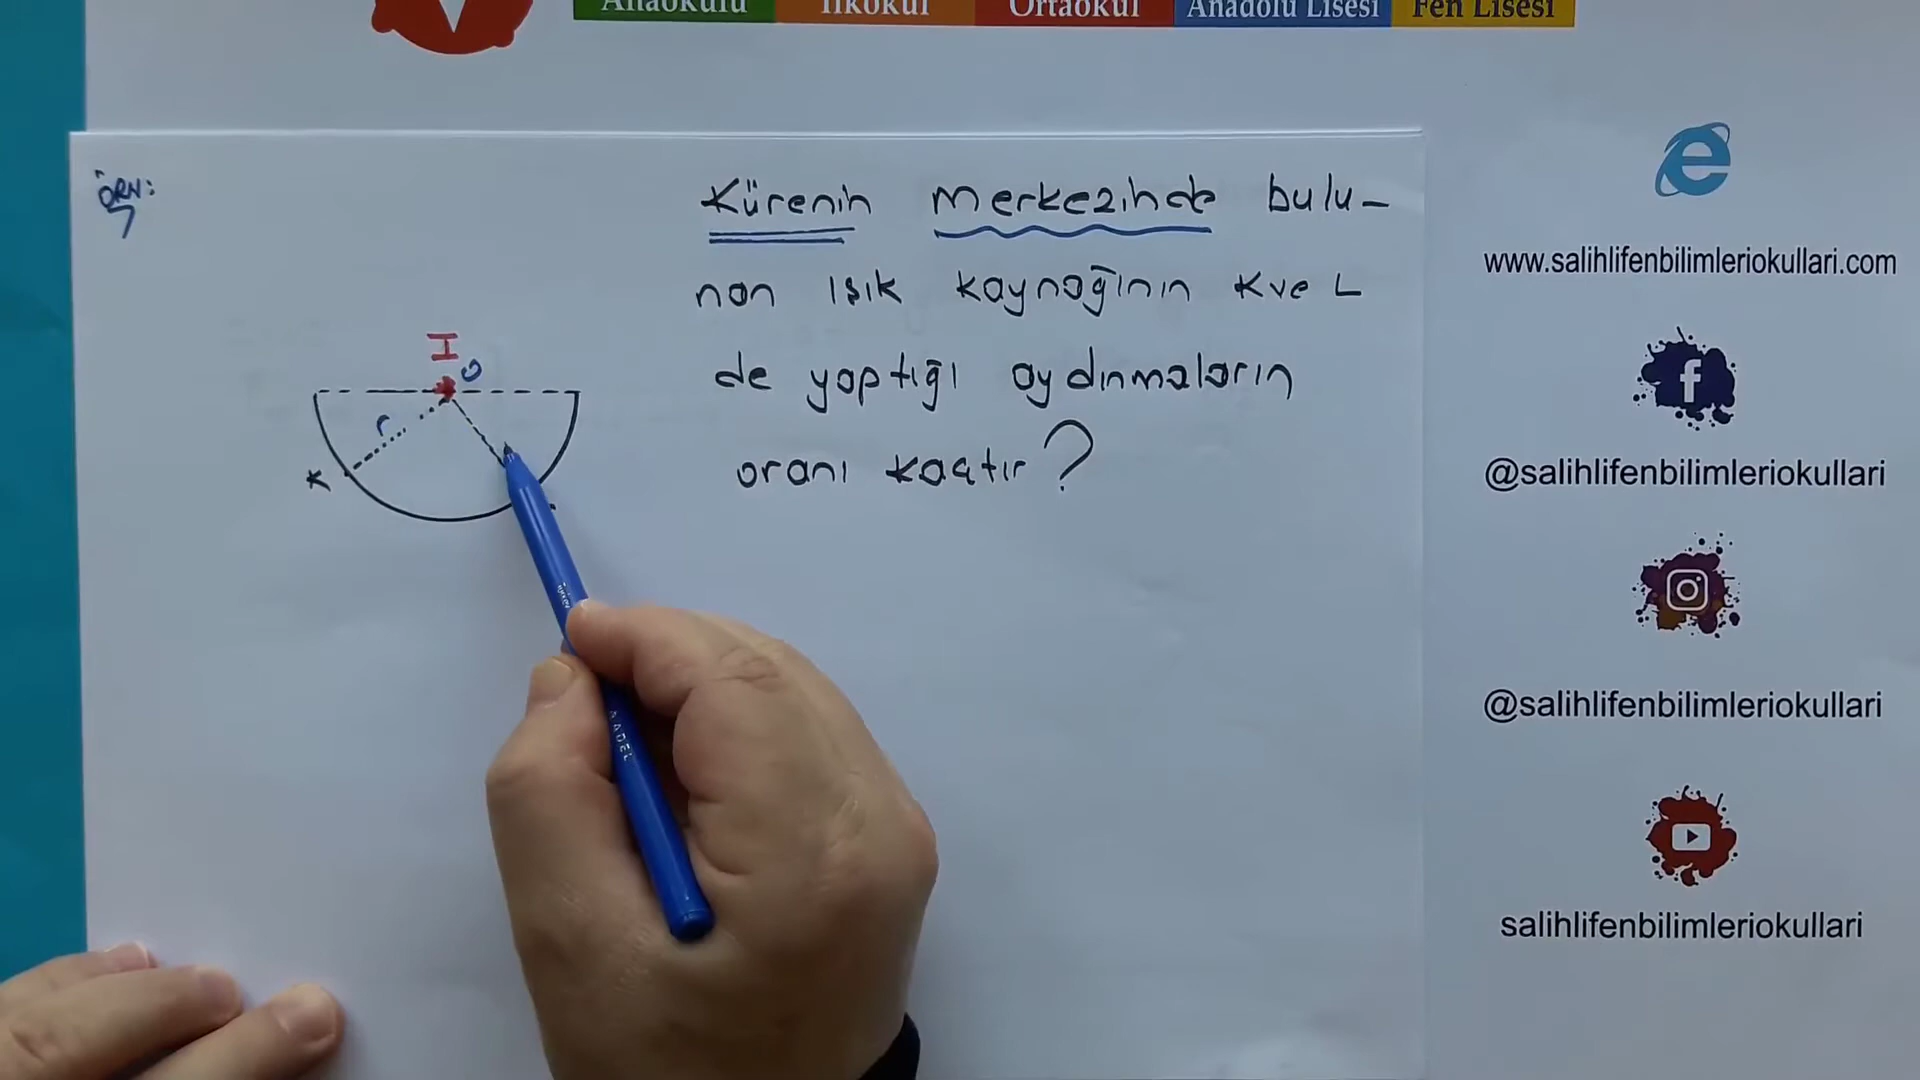 Anaokulu İlkokul Ortaokul Anadolu Lisesi Fen Lisesi
ÖRN:
7
Kürenin merkezinde bulu-
nan ışık kaynağının K ve L
de yaptığı aydınmaların
oranı kaçtır?
I
O
r
K
www.salihlifenbilimleriokullari.com
@salihlifenbilimleriokullari
@salihlifenbilimleriokullari
salihlifenbilimleriokullari